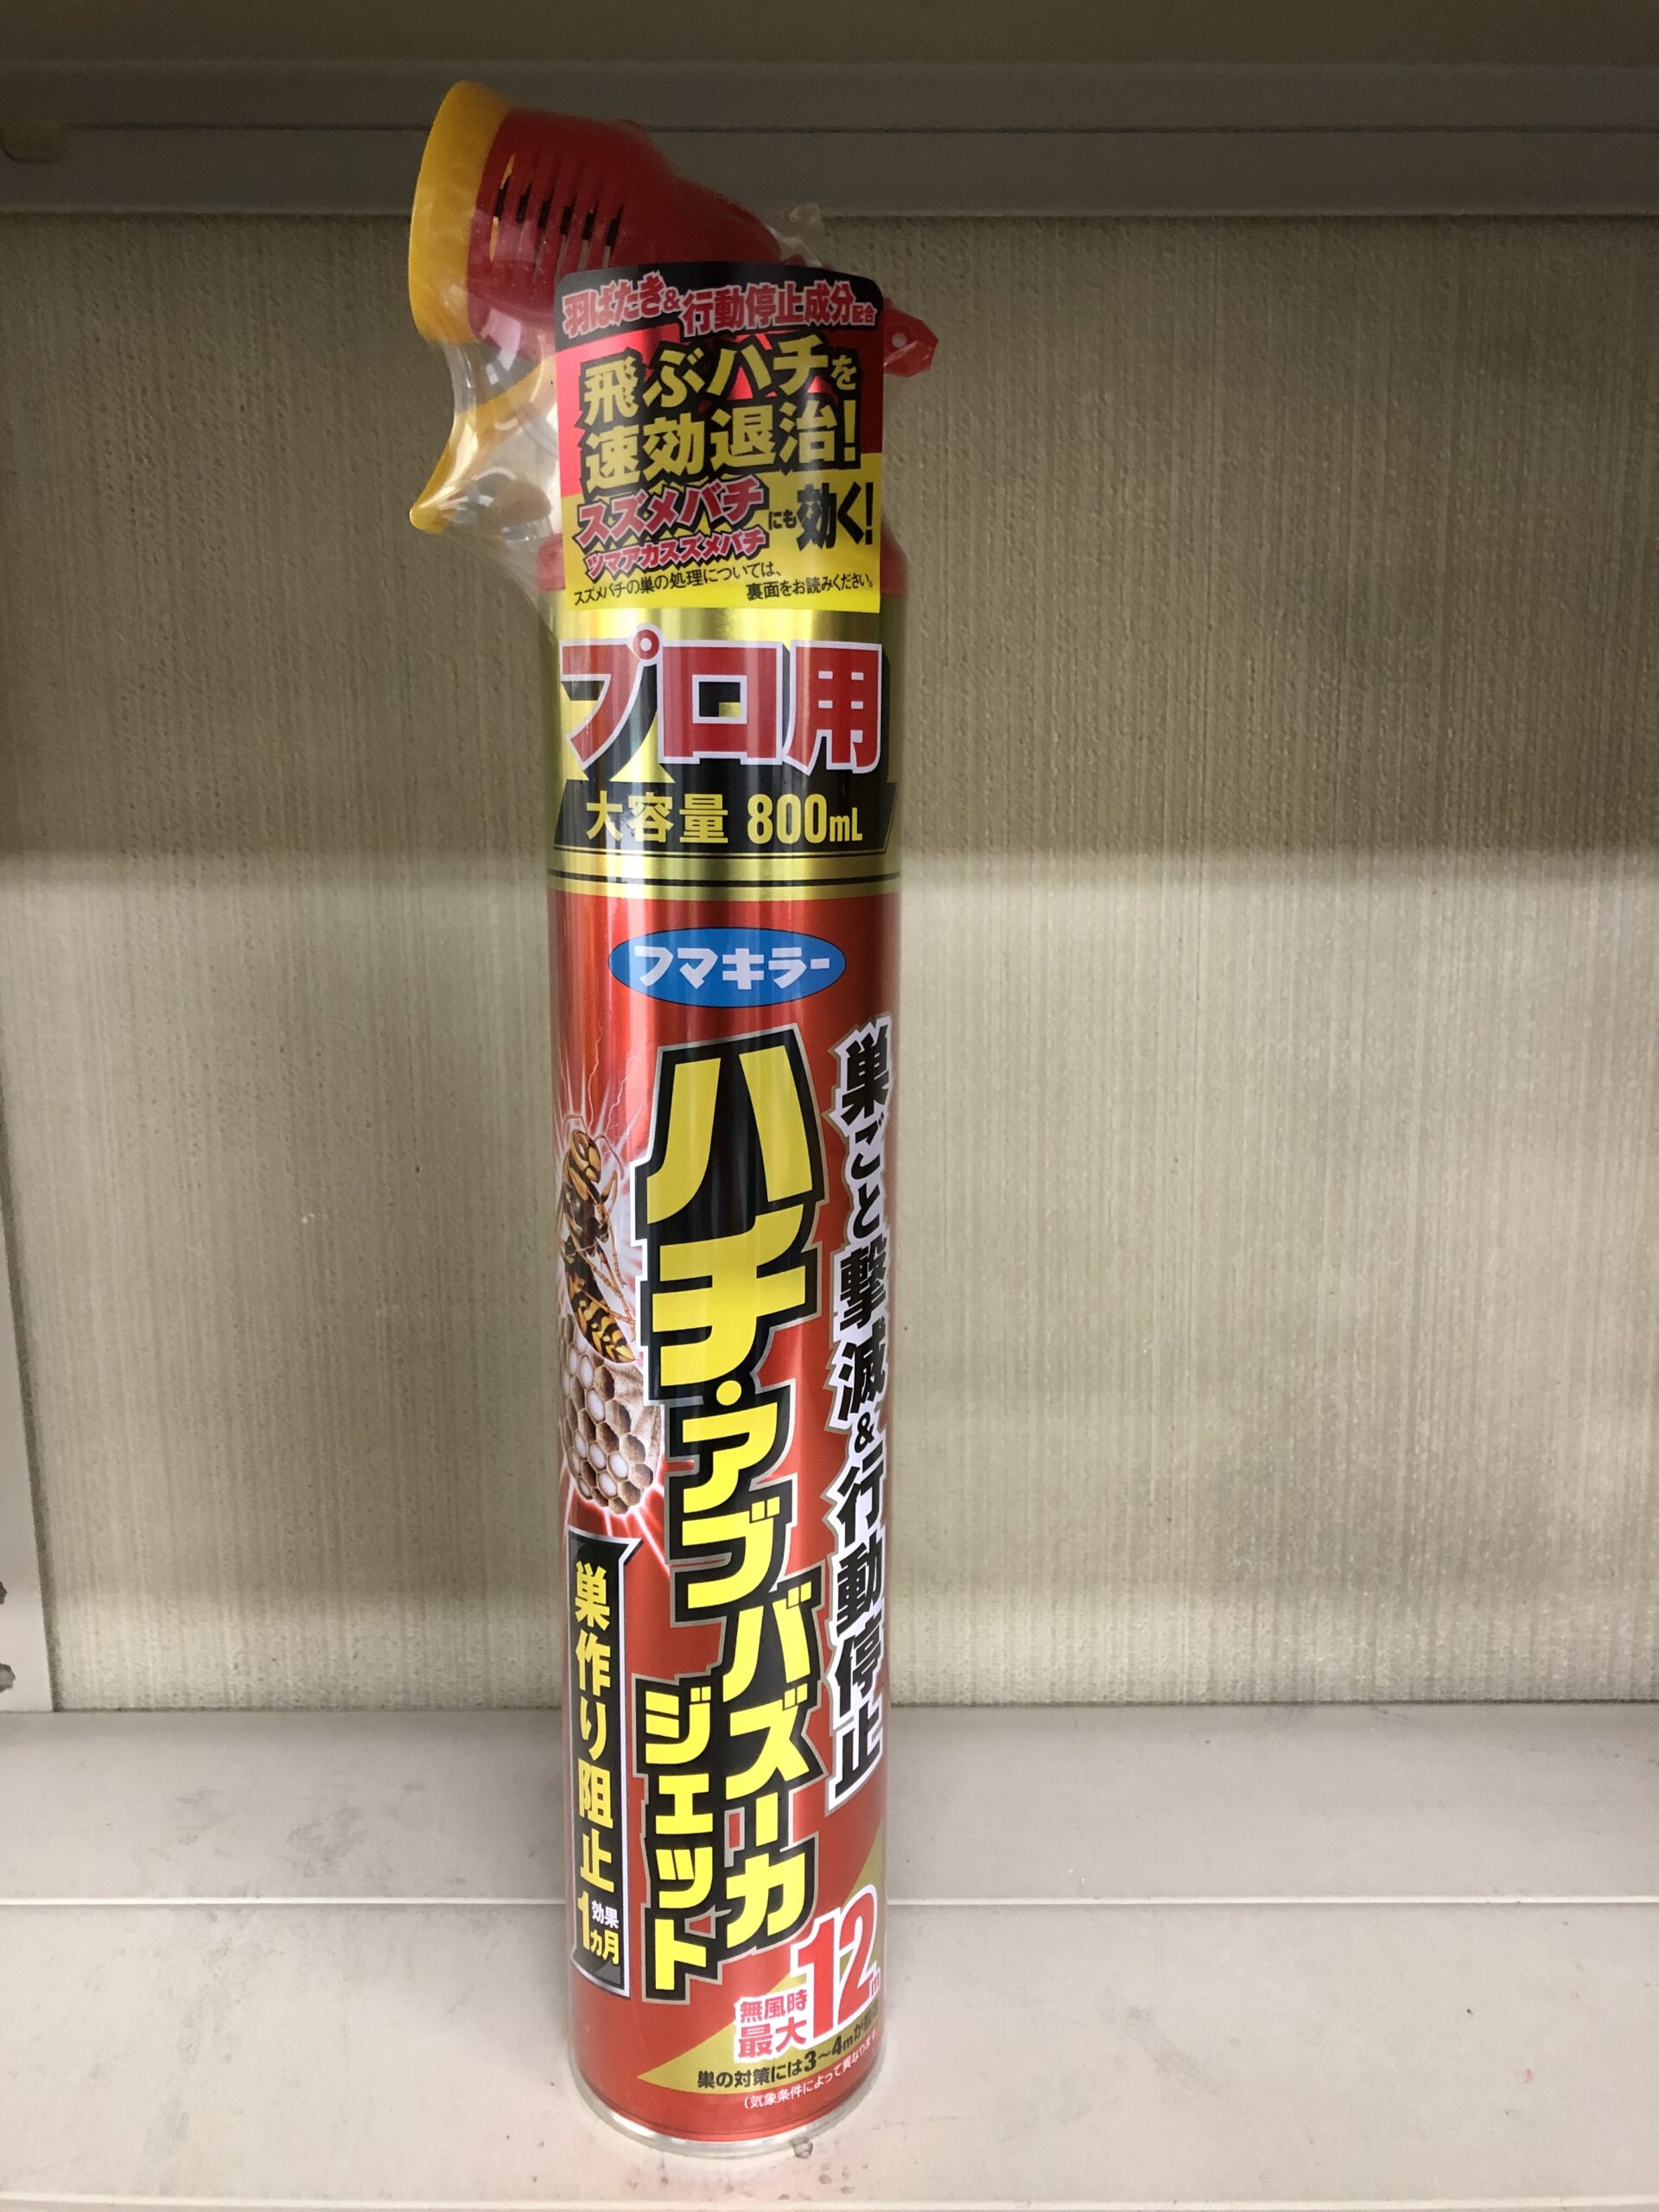 羽ばたき&行動停止成分配合
飛ぶハチを
速効退治!
スズメバチ
ツマアカスズメバチ
にも効く!
スズメバチの巣の処理については、
裏面をお読みください。
プロ用
大容量 800mL
フマキラー
巣ごと撃滅&行動停止
ハチ・アブ
バズーカ
ジェット
巣作り阻止
効果
1カ月
無風時
最大12m
巣の対策には3~4mが
(気象条件によって異なります